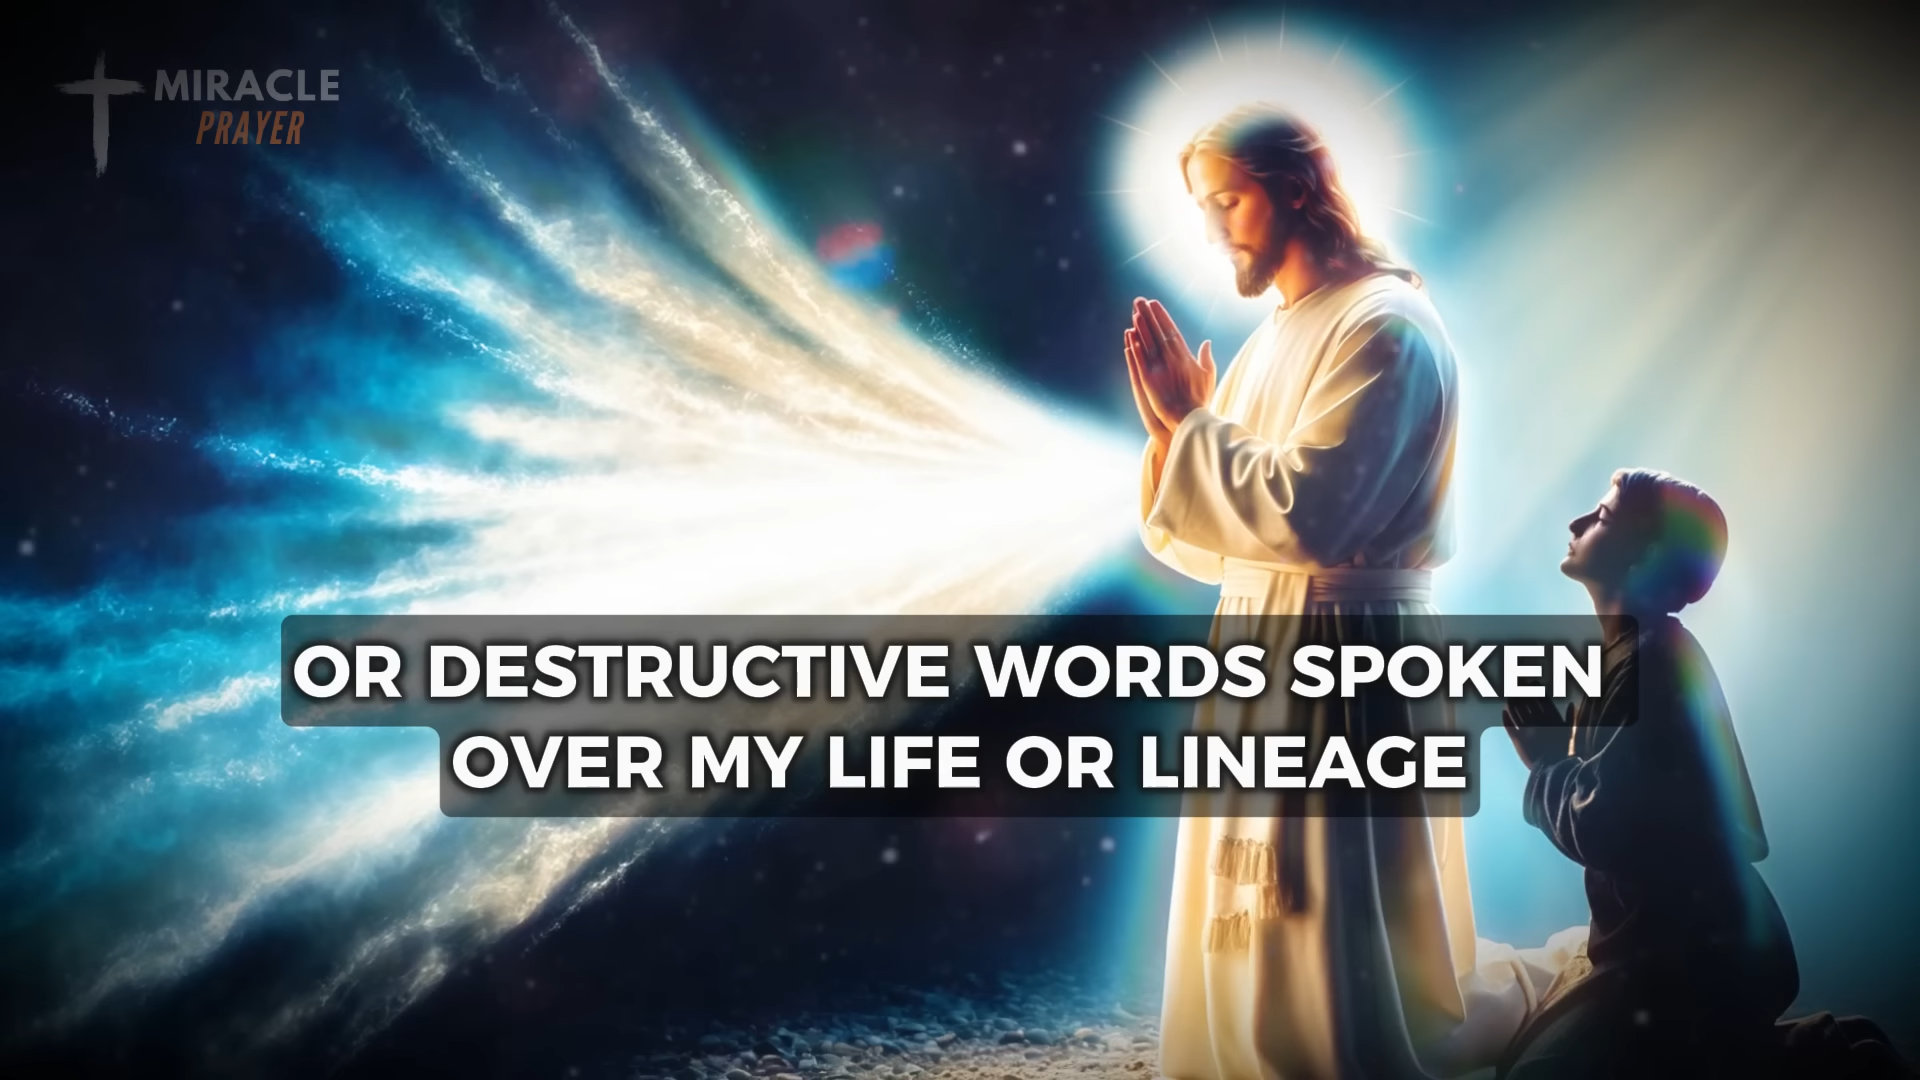 MIRACLE
PRAYER
OR DESTRUCTIVE WORDS SPOKEN
OVER MY LIFE OR LINEAGE